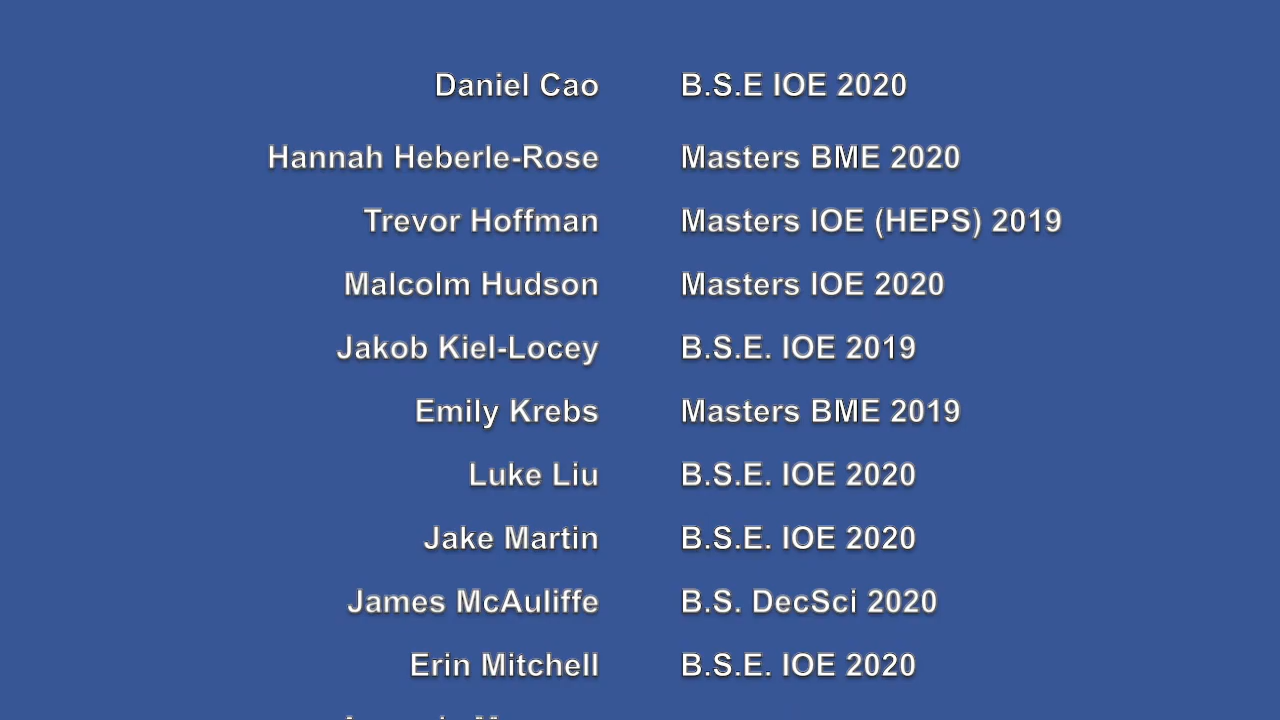 Daniel Cao B.S.E IOE 2020
Hannah Heberle-Rose Masters BME 2020
Trevor Hoffman Masters IOE (HEPS) 2019
Malcolm Hudson Masters IOE 2020
Jakob Kiel-Locey B.S.E. IOE 2019
Emily Krebs Masters BME 2019
Luke Liu B.S.E. IOE 2020
Jake Martin B.S.E. IOE 2020
James McAuliffe B.S. DecSci 2020
Erin Mitchell B.S.E. IOE 2020